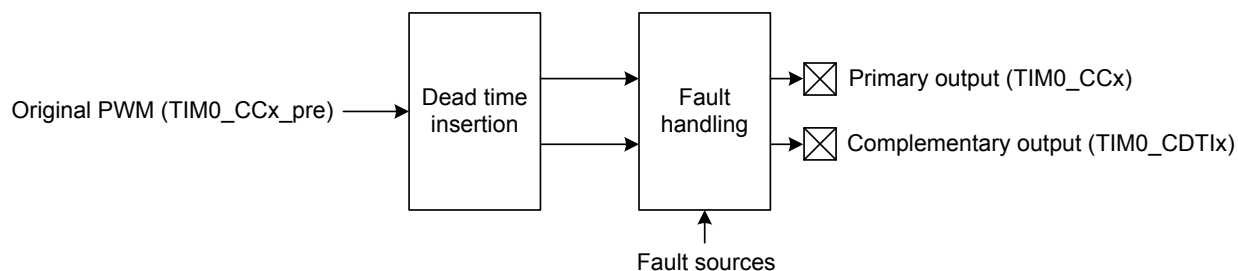 Original PWM (TIM0_CCx_pre)
Dead time
insertion
Fault
handling
Primary output (TIM0_CCx)
Complementary output (TIM0_CDTIx)
Fault sources